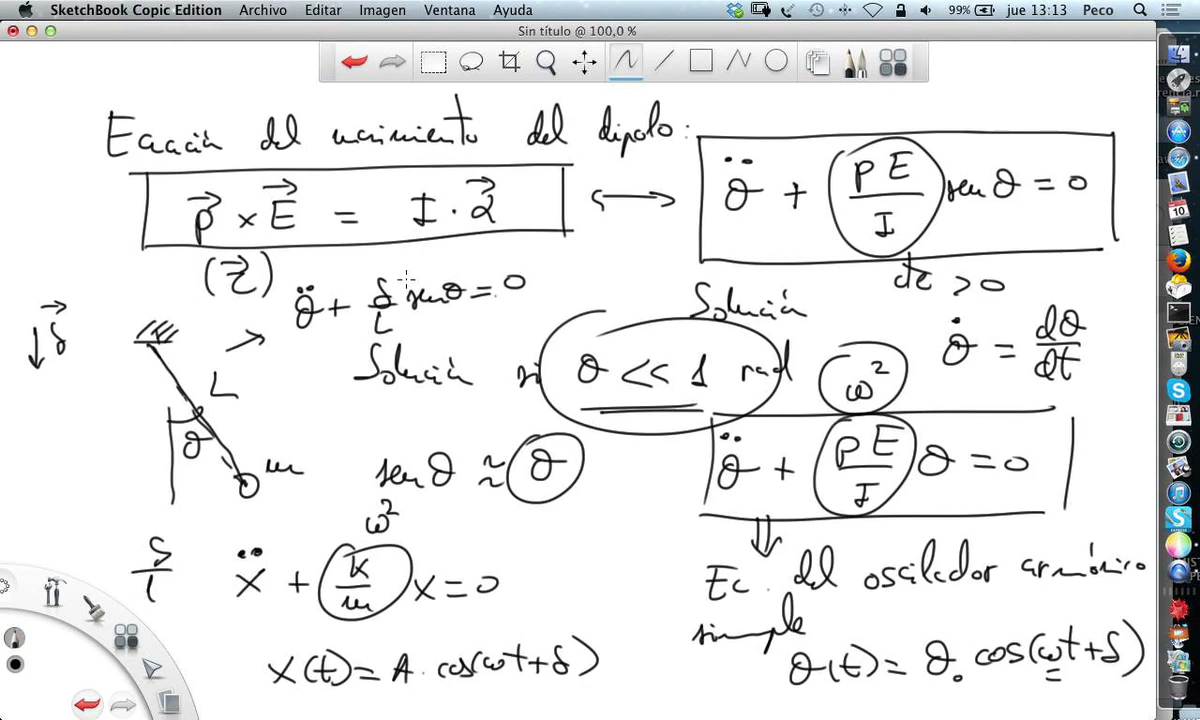 SketchBook Copic Edition Archivo Editar Imagen Ventana Ayuda 99% jue 13:13 Peco
Sin título @ 100,0 %
Ecuación del movimiento del dipolo:
p⃗ × E⃗ = I · α⃗ ⟷ θ̈ + (pE/I) sen θ = 0
(τ⃗)
cte > 0
θ̈ + g/L sen θ = 0
Solución
g⃗
L
θ
m
Solución si θ << 1 rad
ω²
θ̇ = dθ/dt
sen θ ≈ θ
θ̈ + (pE/I) θ = 0
ω²
ẍ + (k/m) x = 0
x(t) = A · cos(ωt + δ)
⇓ Ec. del oscilador armónico
simple
θ(t) = θ₀ cos(ωt + δ)
10